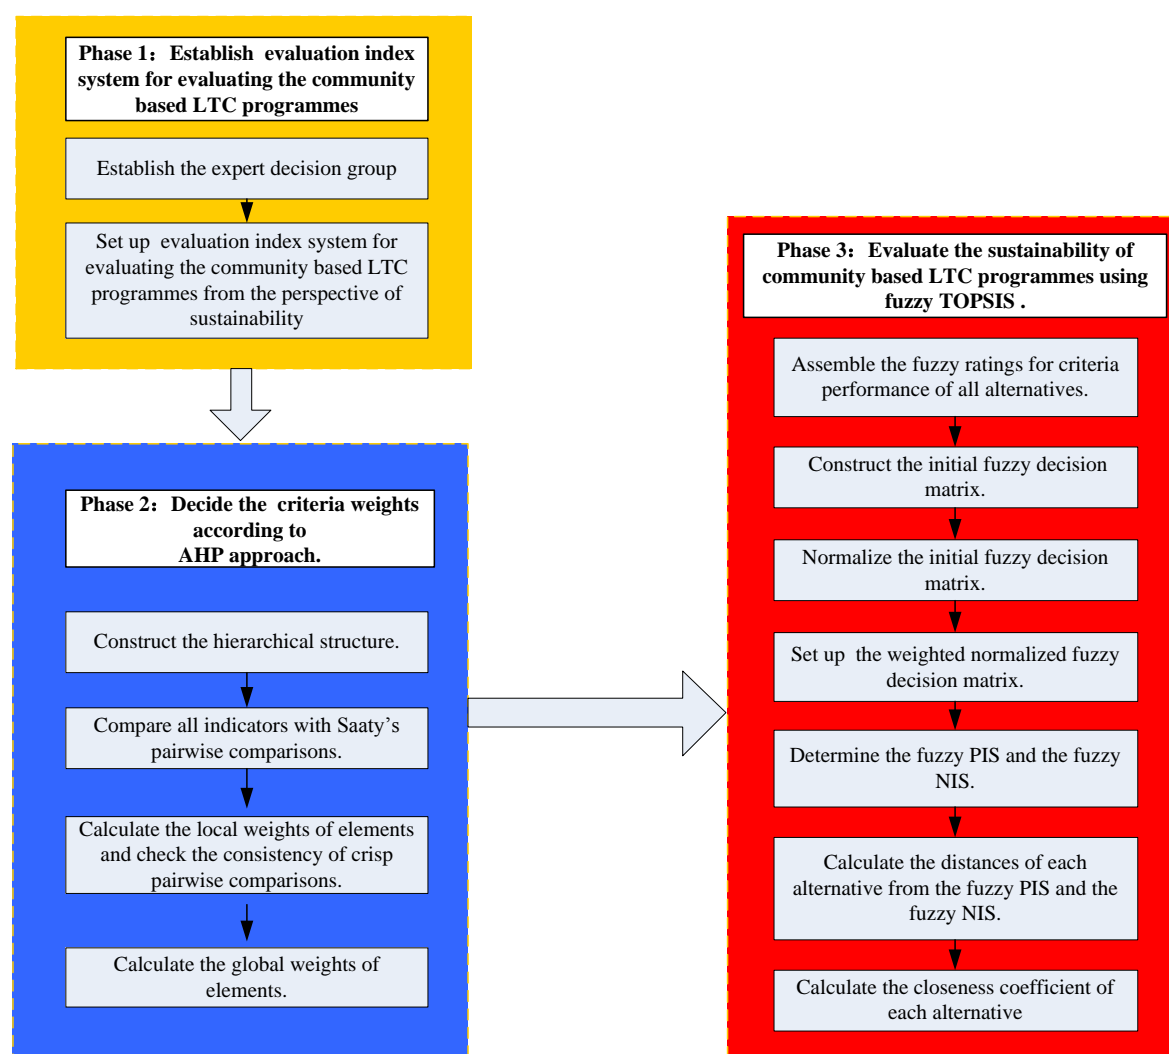 Phase 1：Establish evaluation index
system for evaluating the community
based LTC programmes
Establish the expert decision group
Set up evaluation index system for
evaluating the community based LTC
programmes from the perspective of
sustainability
Phase 2：Decide the criteria weights
according to
AHP approach.
Construct the hierarchical structure.
Compare all indicators with Saaty’s
pairwise comparisons.
Calculate the local weights of elements
and check the consistency of crisp
pairwise comparisons.
Calculate the global weights of
elements.
Phase 3：Evaluate the sustainability of
community based LTC programmes using
fuzzy TOPSIS .
Assemble the fuzzy ratings for criteria
performance of all alternatives.
Construct the initial fuzzy decision
matrix.
Normalize the initial fuzzy decision
matrix.
Set up the weighted normalized fuzzy
decision matrix.
Determine the fuzzy PIS and the fuzzy
NIS.
Calculate the distances of each
alternative from the fuzzy PIS and the
fuzzy NIS.
Calculate the closeness coefficient of
each alternative